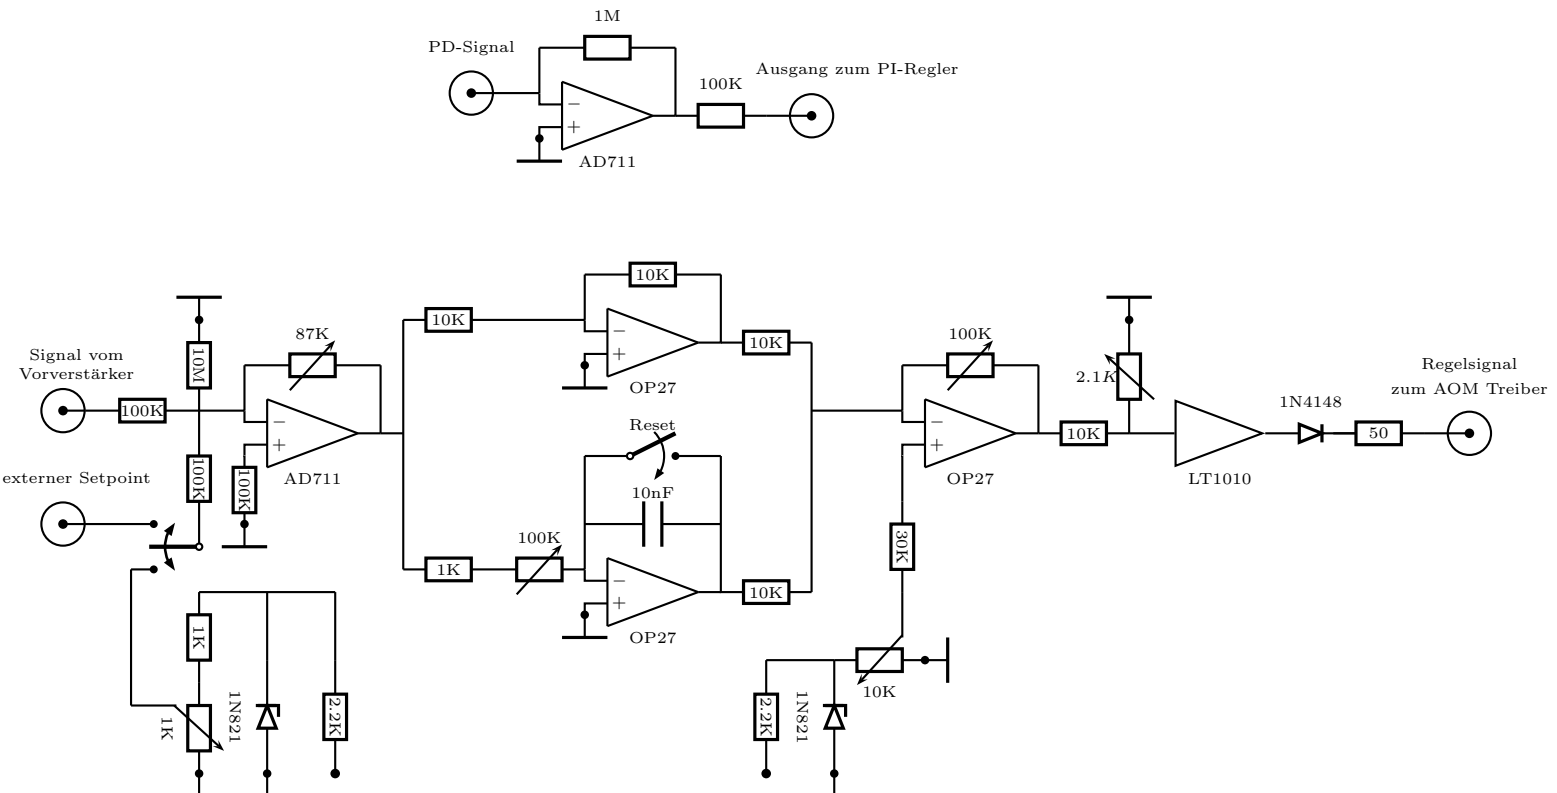 1M
PD-Signal
Ausgang zum PI-Regler
100K
−
+
AD711
10K
10K
87K
−
+
10K
OP27
Signal vom
Vorverstärker
10M
100K
−
+
AD711
externer Setpoint
100K
100K
Reset
10nF
1K
100K
−
+
OP27
10K
100K
−
+
OP27
30K
10K
2.1K
LT1010
1N4148
50
Regelsignal
zum AOM Treiber
1K
1K
1N821
2.2K
2.2K
1N821
10K